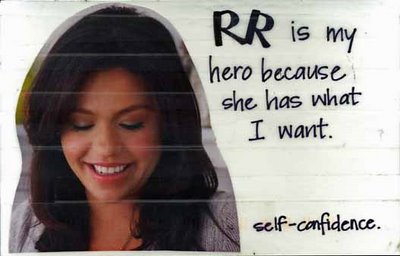 RR is my
hero because
she has what
I want.
self-confidence.